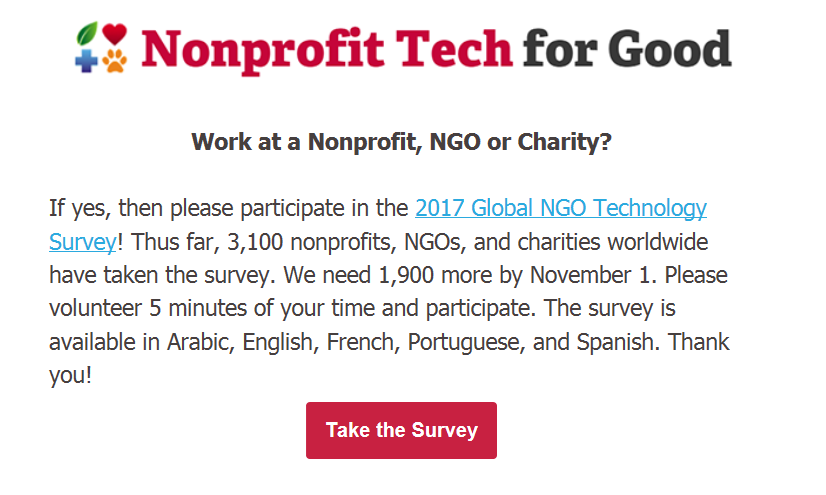 Nonprofit Tech for Good
Work at a Nonprofit, NGO or Charity?
If yes, then please participate in the 2017 Global NGO Technology
Survey! Thus far, 3,100 nonprofits, NGOs, and charities worldwide
have taken the survey. We need 1,900 more by November 1. Please
volunteer 5 minutes of your time and participate. The survey is
available in Arabic, English, French, Portuguese, and Spanish. Thank
you!
Take the Survey